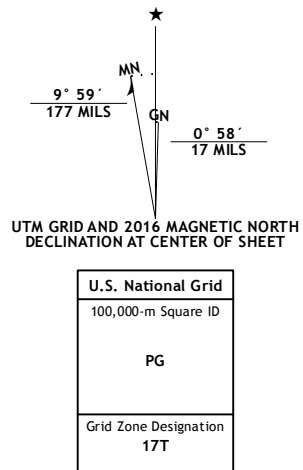 MN
9° 59´
177 MILS
GN
0° 58´
17 MILS
UTM GRID AND 2016 MAGNETIC NORTH
DECLINATION AT CENTER OF SHEET
U.S. National Grid
100,000-m Square ID
PG
Grid Zone Designation
17T